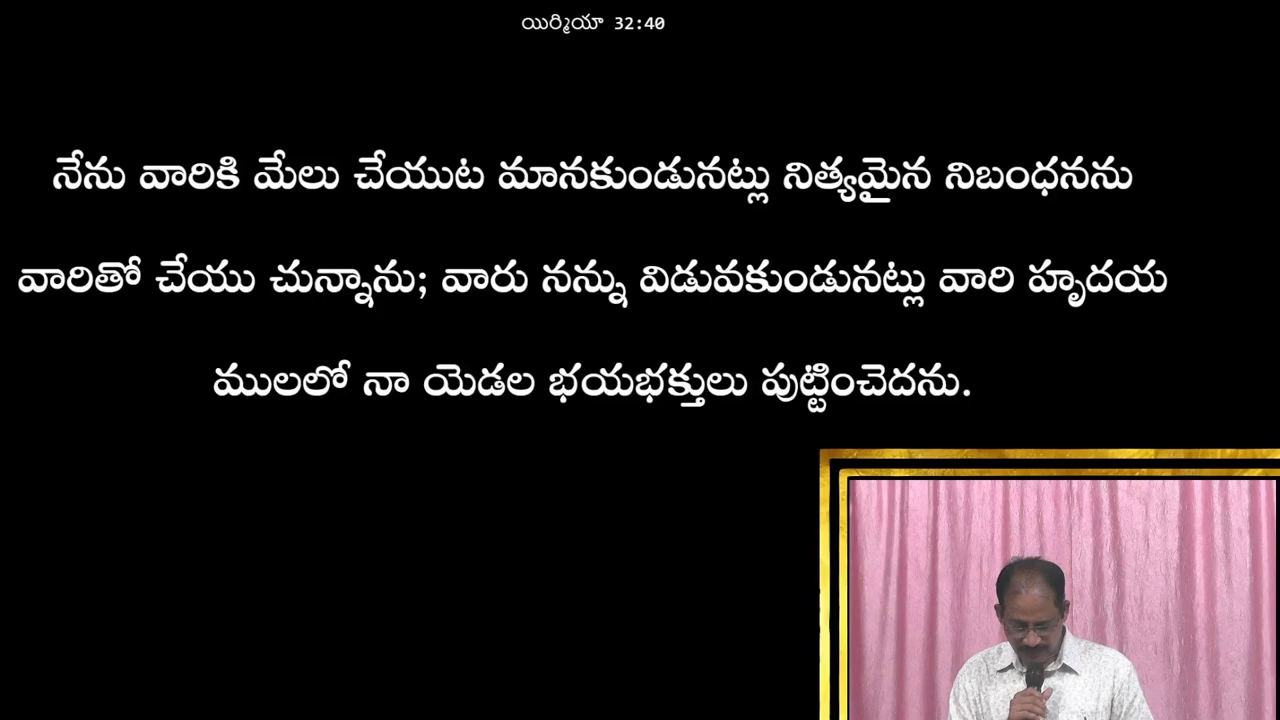 యిర్మియా 32:40
నేను వారికి మేలు చేయుట మానకుండునట్లు నిత్యమైన నిబంధనను
వారితో చేయు చున్నాను; వారు నన్ను విడువకుండునట్లు వారి హృదయ
ములలో నా యెడల భయభక్తులు పుట్టించెదను.